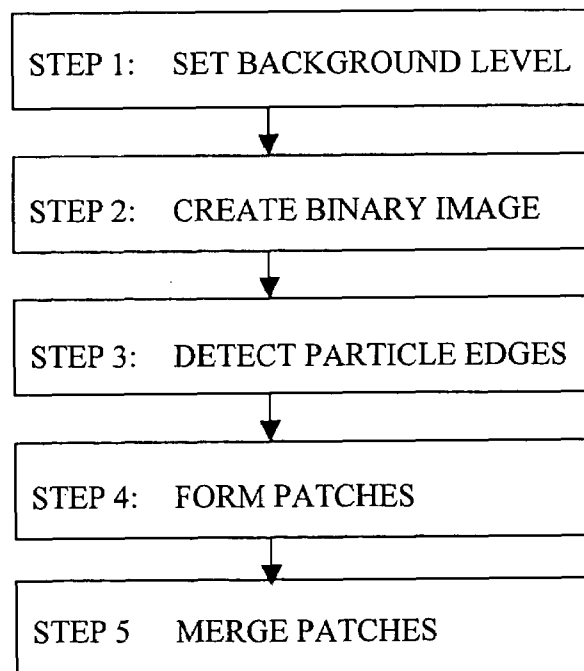 STEP 1: SET BACKGROUND LEVEL
STEP 2: CREATE BINARY IMAGE
STEP 3: DETECT PARTICLE EDGES
STEP 4: FORM PATCHES
STEP 5 MERGE PATCHES